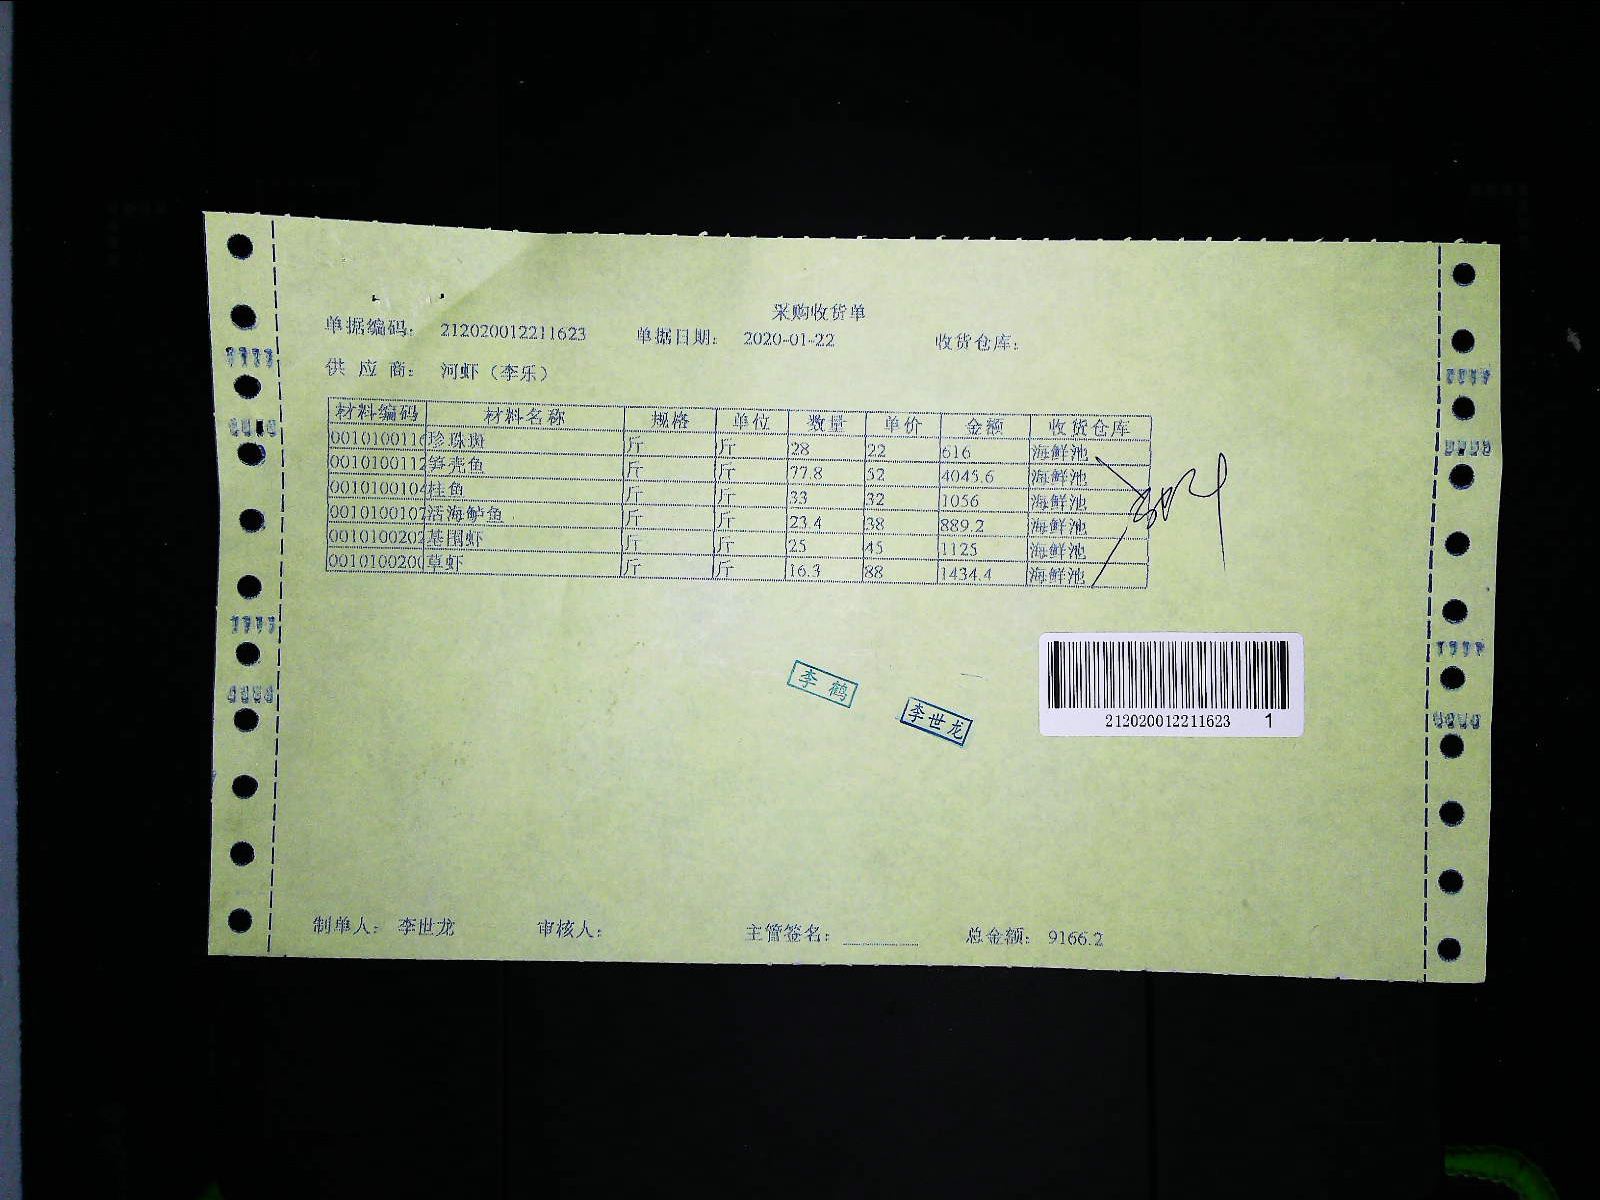 采购收货单
单据编码： 212020012211623 单据日期： 2020-01-22 收货仓库：
供 应 商： 河虾（李乐）
材料编码 材料名称 规格 单位 数量 单价 金额 收货仓库
0010100116 珍珠斑 斤 斤 28 22 616 海鲜池
0010100112 笋壳鱼 斤 斤 77.8 52 4045.6 海鲜池
0010100104 桂鱼 斤 斤 33 32 1056 海鲜池
0010100107 活海鲈鱼 斤 斤 23.4 38 889.2 海鲜池
0010100202 基围虾 斤 斤 25 45 1125 海鲜池
0010100200 草虾 斤 斤 16.3 88 1434.4 海鲜池
李鹤
李世龙
212020012211623 1
制单人： 李世龙 审核人： 主管签名： 总金额： 9166.2